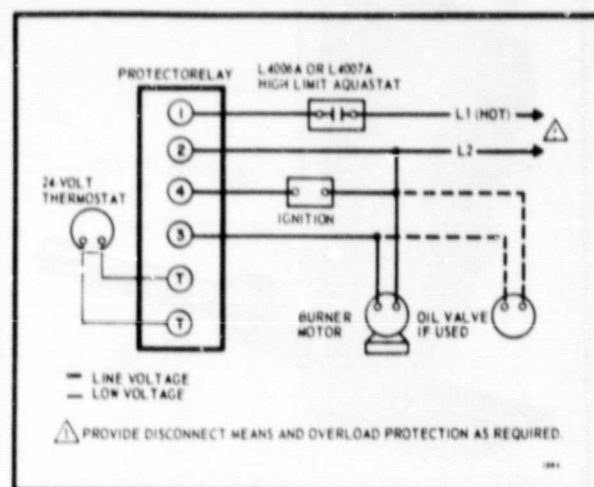 L4006A OR L4007A
HIGH LIMIT AQUASTAT
PROTECTORELAY
1
L1 (HOT)
2
L2
24-VOLT
THERMOSTAT
4
IGNITION
3
T
T
BURNER
MOTOR
OIL VALVE
IF USED
LINE VOLTAGE
LOW VOLTAGE
PROVIDE DISCONNECT MEANS AND OVERLOAD PROTECTION AS REQUIRED.